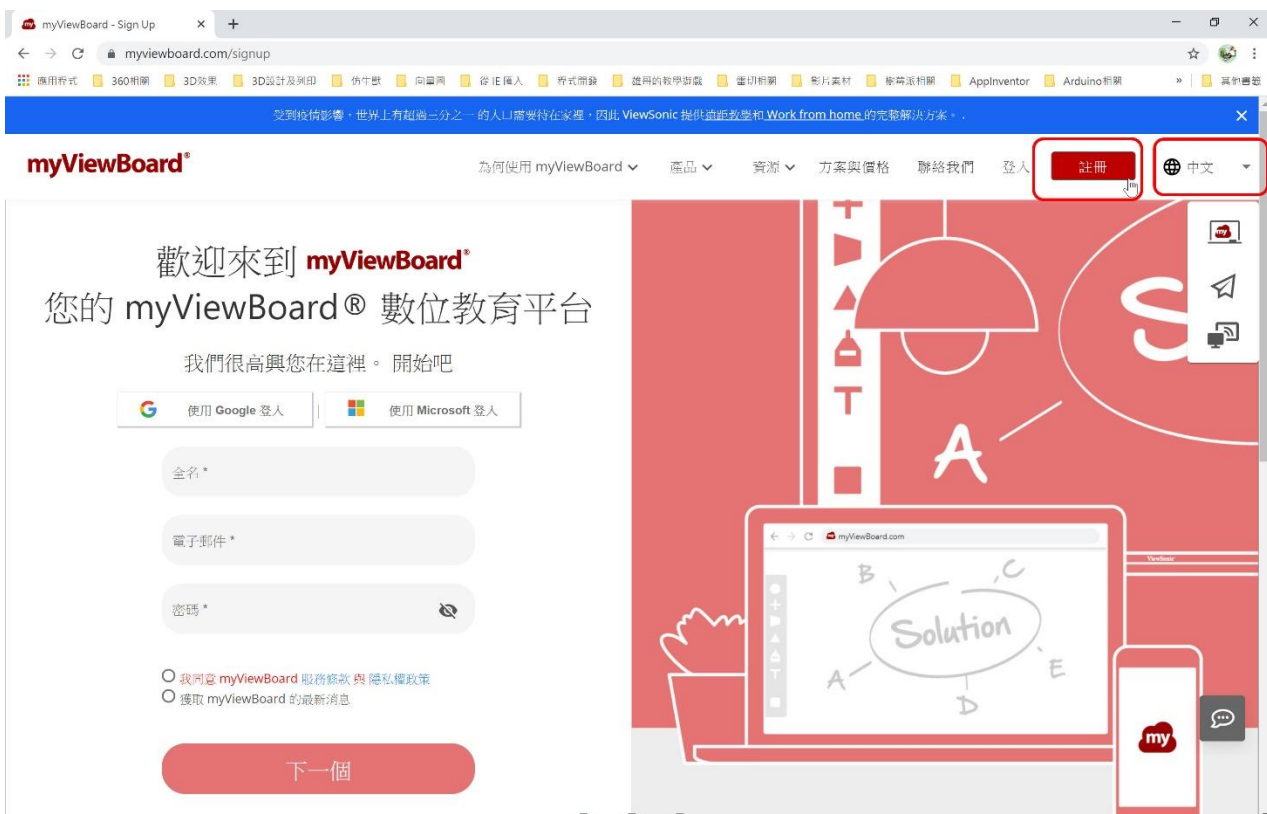 myViewBoard - Sign Up
myviewboard.com/signup
應用程式 360相關 3D效果 3D設計及列印 仿牛獸 向量圖 從 IE 匯入 程式開發 雄哥的教學遊戲 雷切相關 影片素材 樹莓派相關 AppInventor Arduino相關 » 其他書籤
受到疫情影響，世界上有超過三分之一 的人口需要待在家裡，因此 ViewSonic 提供遠距教學和 Work from home 的完整解決方案。.
myViewBoard®
為何使用 myViewBoard 產品 資源 方案與價格 聯絡我們 登入 註冊 中文
歡迎來到 myViewBoard®
您的 myViewBoard® 數位教育平台
我們很高興您在這裡。 開始吧
使用 Google 登入 | 使用 Microsoft 登入
全名 *
電子郵件 *
密碼 *
我同意 myViewBoard 服務條款 與 隱私權政策
獲取 myViewBoard 的最新消息
下一個
my
S
T
A
myViewBoard.com
ViewSonic
B
C
Solution
A
E
D
T
my